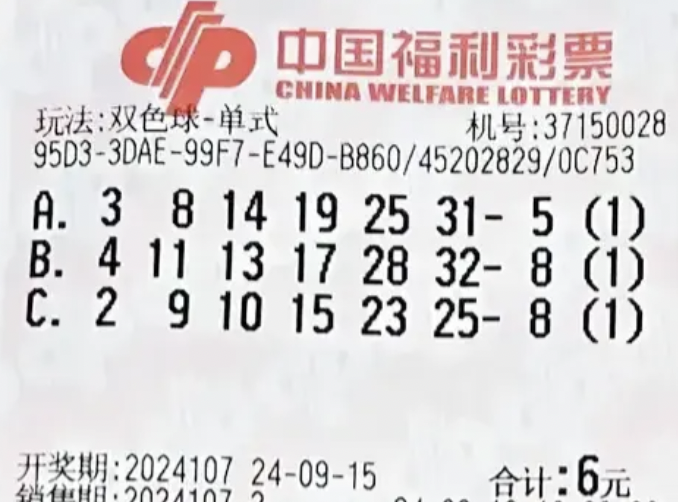 中国福利彩票
CHINA WELFARE LOTTERY
玩法:双色球-单式 机号:37150028
95D3-3DAE-99F7-E49D-B860/45202829/0C753
A. 3 8 14 19 25 31- 5 (1)
B. 4 11 13 17 28 32- 8 (1)
C. 2 9 10 15 23 25- 8 (1)
开奖期:2024107 24-09-15 合计:6元
销售期:2024107